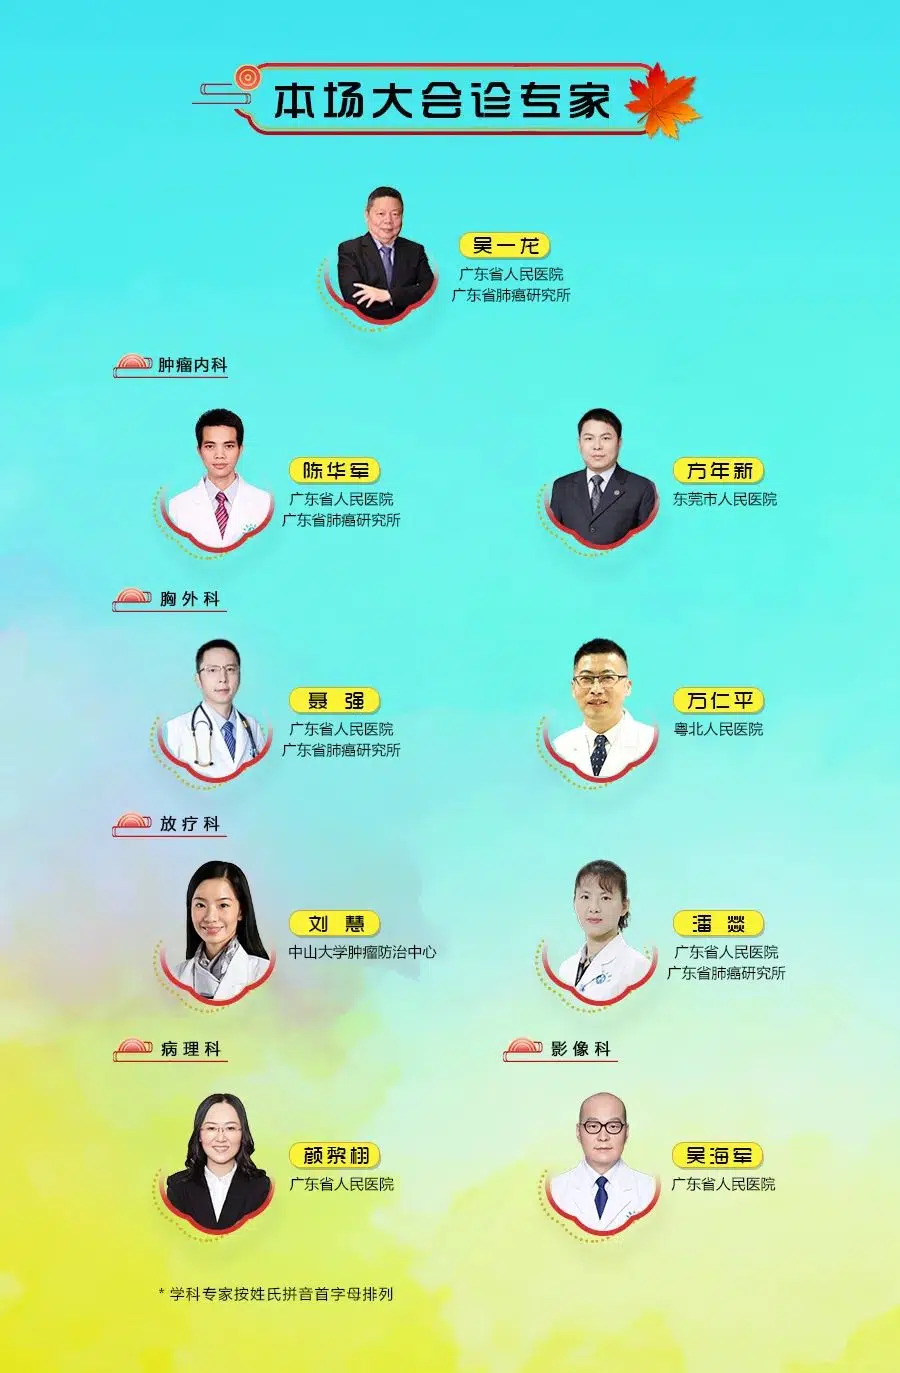 本场大会诊专家
吴一龙
广东省人民医院
广东省肺癌研究所
肿瘤内科
陈华军
广东省人民医院
广东省肺癌研究所
方年新
东莞市人民医院
胸外科
聂 强
广东省人民医院
广东省肺癌研究所
万仁平
粤北人民医院
放疗科
刘 慧
中山大学肿瘤防治中心
潘 燚
广东省人民医院
广东省肺癌研究所
病理科
颜黎栩
广东省人民医院
影像科
吴海军
广东省人民医院
* 学科专家按姓氏拼音首字母排列